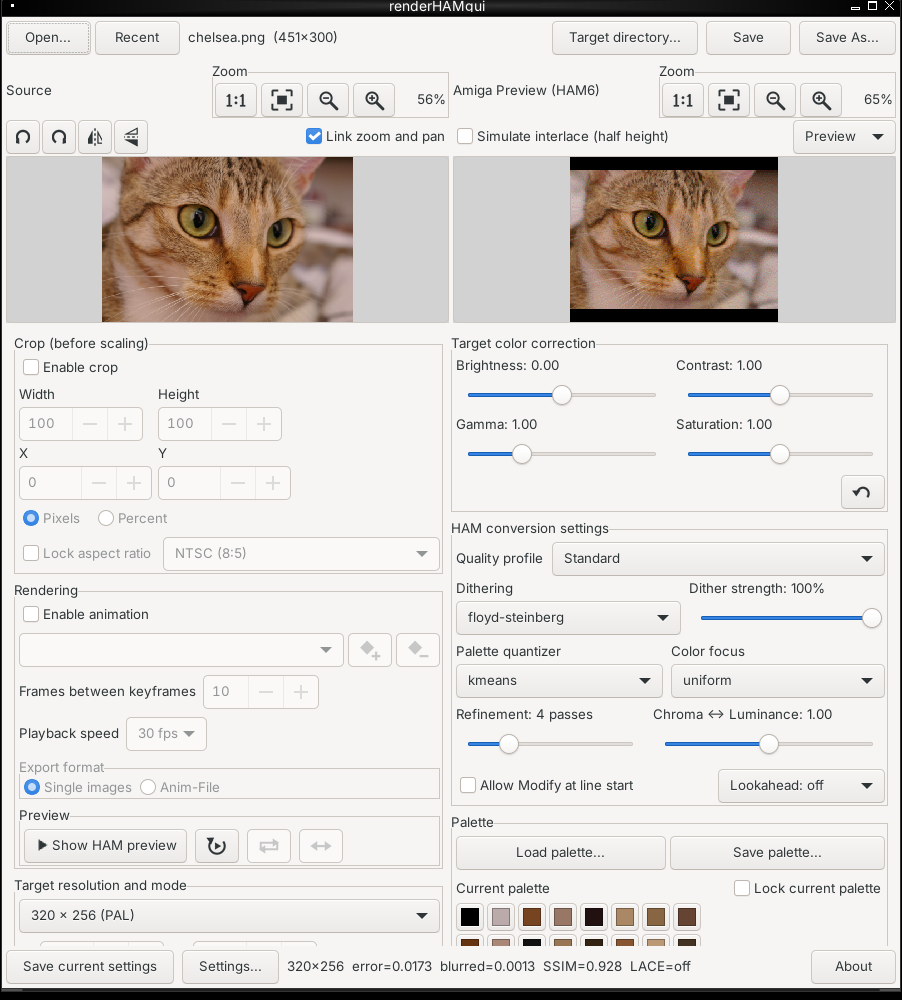 renderHAMgui
Open... Recent chelsea.png (451×300) Target directory... Save Save As...
Source Zoom 1:1 56% Amiga Preview (HAM6) Zoom 1:1 65%
Link zoom and pan Simulate interlace (half height) Preview
Crop (before scaling)
Enable crop
Width Height
100 100
X Y
0 0
Pixels Percent
Lock aspect ratio NTSC (8:5)
Rendering
Enable animation
Frames between keyframes 10
Playback speed 30 fps
Export format
Single images Anim-File
Preview
Show HAM preview
Target resolution and mode
320 × 256 (PAL)
Target color correction
Brightness: 0.00 Contrast: 1.00
Gamma: 1.00 Saturation: 1.00
HAM conversion settings
Quality profile Standard
Dithering Dither strength: 100%
floyd-steinberg
Palette quantizer Color focus
kmeans uniform
Refinement: 4 passes Chroma ↔ Luminance: 1.00
Allow Modify at line start Lookahead: off
Palette
Load palette... Save palette...
Current palette Lock current palette
Save current settings Settings... 320×256 error=0.0173 blurred=0.0013 SSIM=0.928 LACE=off About